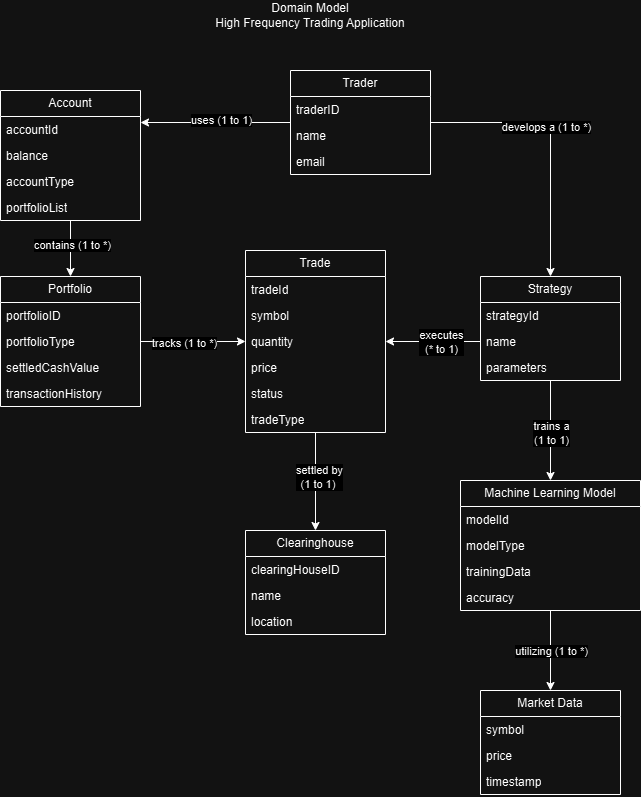 Domain Model
High Frequency Trading Application
Trader
traderID
name
email
Account
accountId
balance
accountType
portfolioList
uses (1 to 1)
develops a (1 to *)
contains (1 to *)
Portfolio
portfolioID
portfolioType
settledCashValue
transactionHistory
tracks (1 to *)
Trade
tradeId
symbol
quantity
price
status
tradeType
executes
(* to 1)
Strategy
strategyId
name
parameters
settled by
(1 to 1)
trains a
(1 to 1)
Clearinghouse
clearingHouseID
name
location
Machine Learning Model
modelId
modelType
trainingData
accuracy
utilizing (1 to *)
Market Data
symbol
price
timestamp